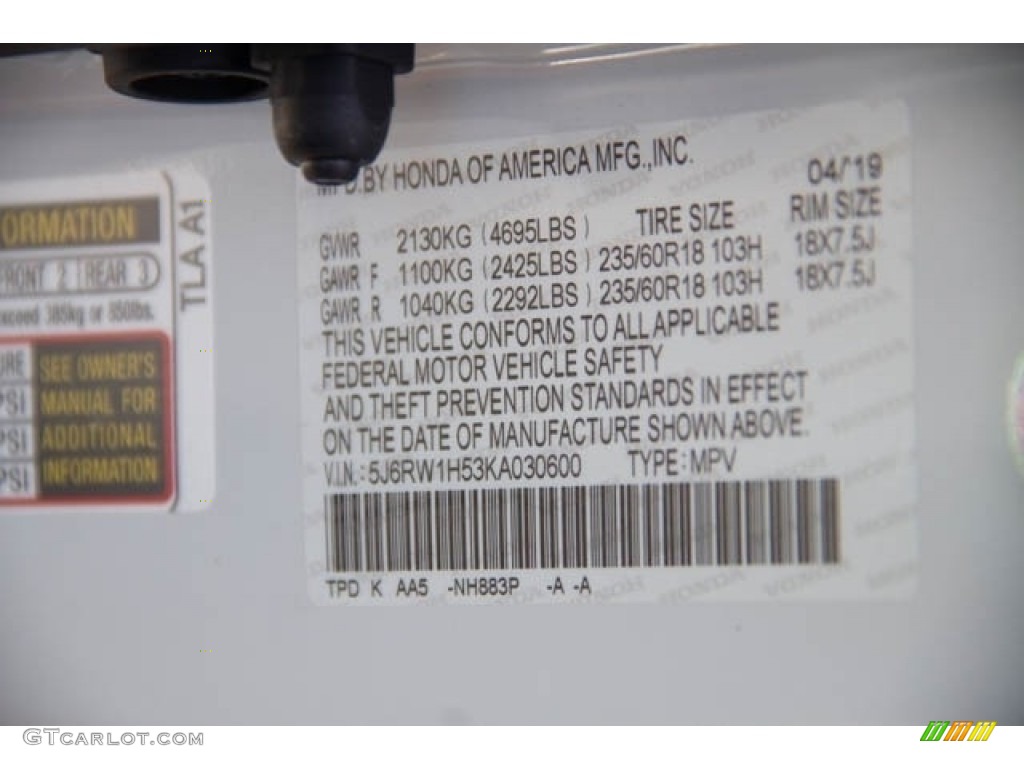 MFD.BY HONDA OF AMERICA MFG.,INC.
04/19
GVWR 2130KG (4695LBS) TIRE SIZE RIM SIZE
GAWR F 1100KG (2425LBS) 235/60R18 103H 18X7.5J
GAWR R 1040KG (2292LBS) 235/60R18 103H 18X7.5J
THIS VEHICLE CONFORMS TO ALL APPLICABLE
FEDERAL MOTOR VEHICLE SAFETY
AND THEFT PREVENTION STANDARDS IN EFFECT
ON THE DATE OF MANUFACTURE SHOWN ABOVE.
V.I.N.: 5J6RW1H53KA030600 TYPE: MPV
TPD K AA5 -NH883P -A -A
ORMATION
FRONT 2 REAR 3
385kg or 850lbs.
SEE OWNER'S
PSI MANUAL FOR
PSI ADDITIONAL
PSI INFORMATION
TLA A1
GTCARLOT.COM